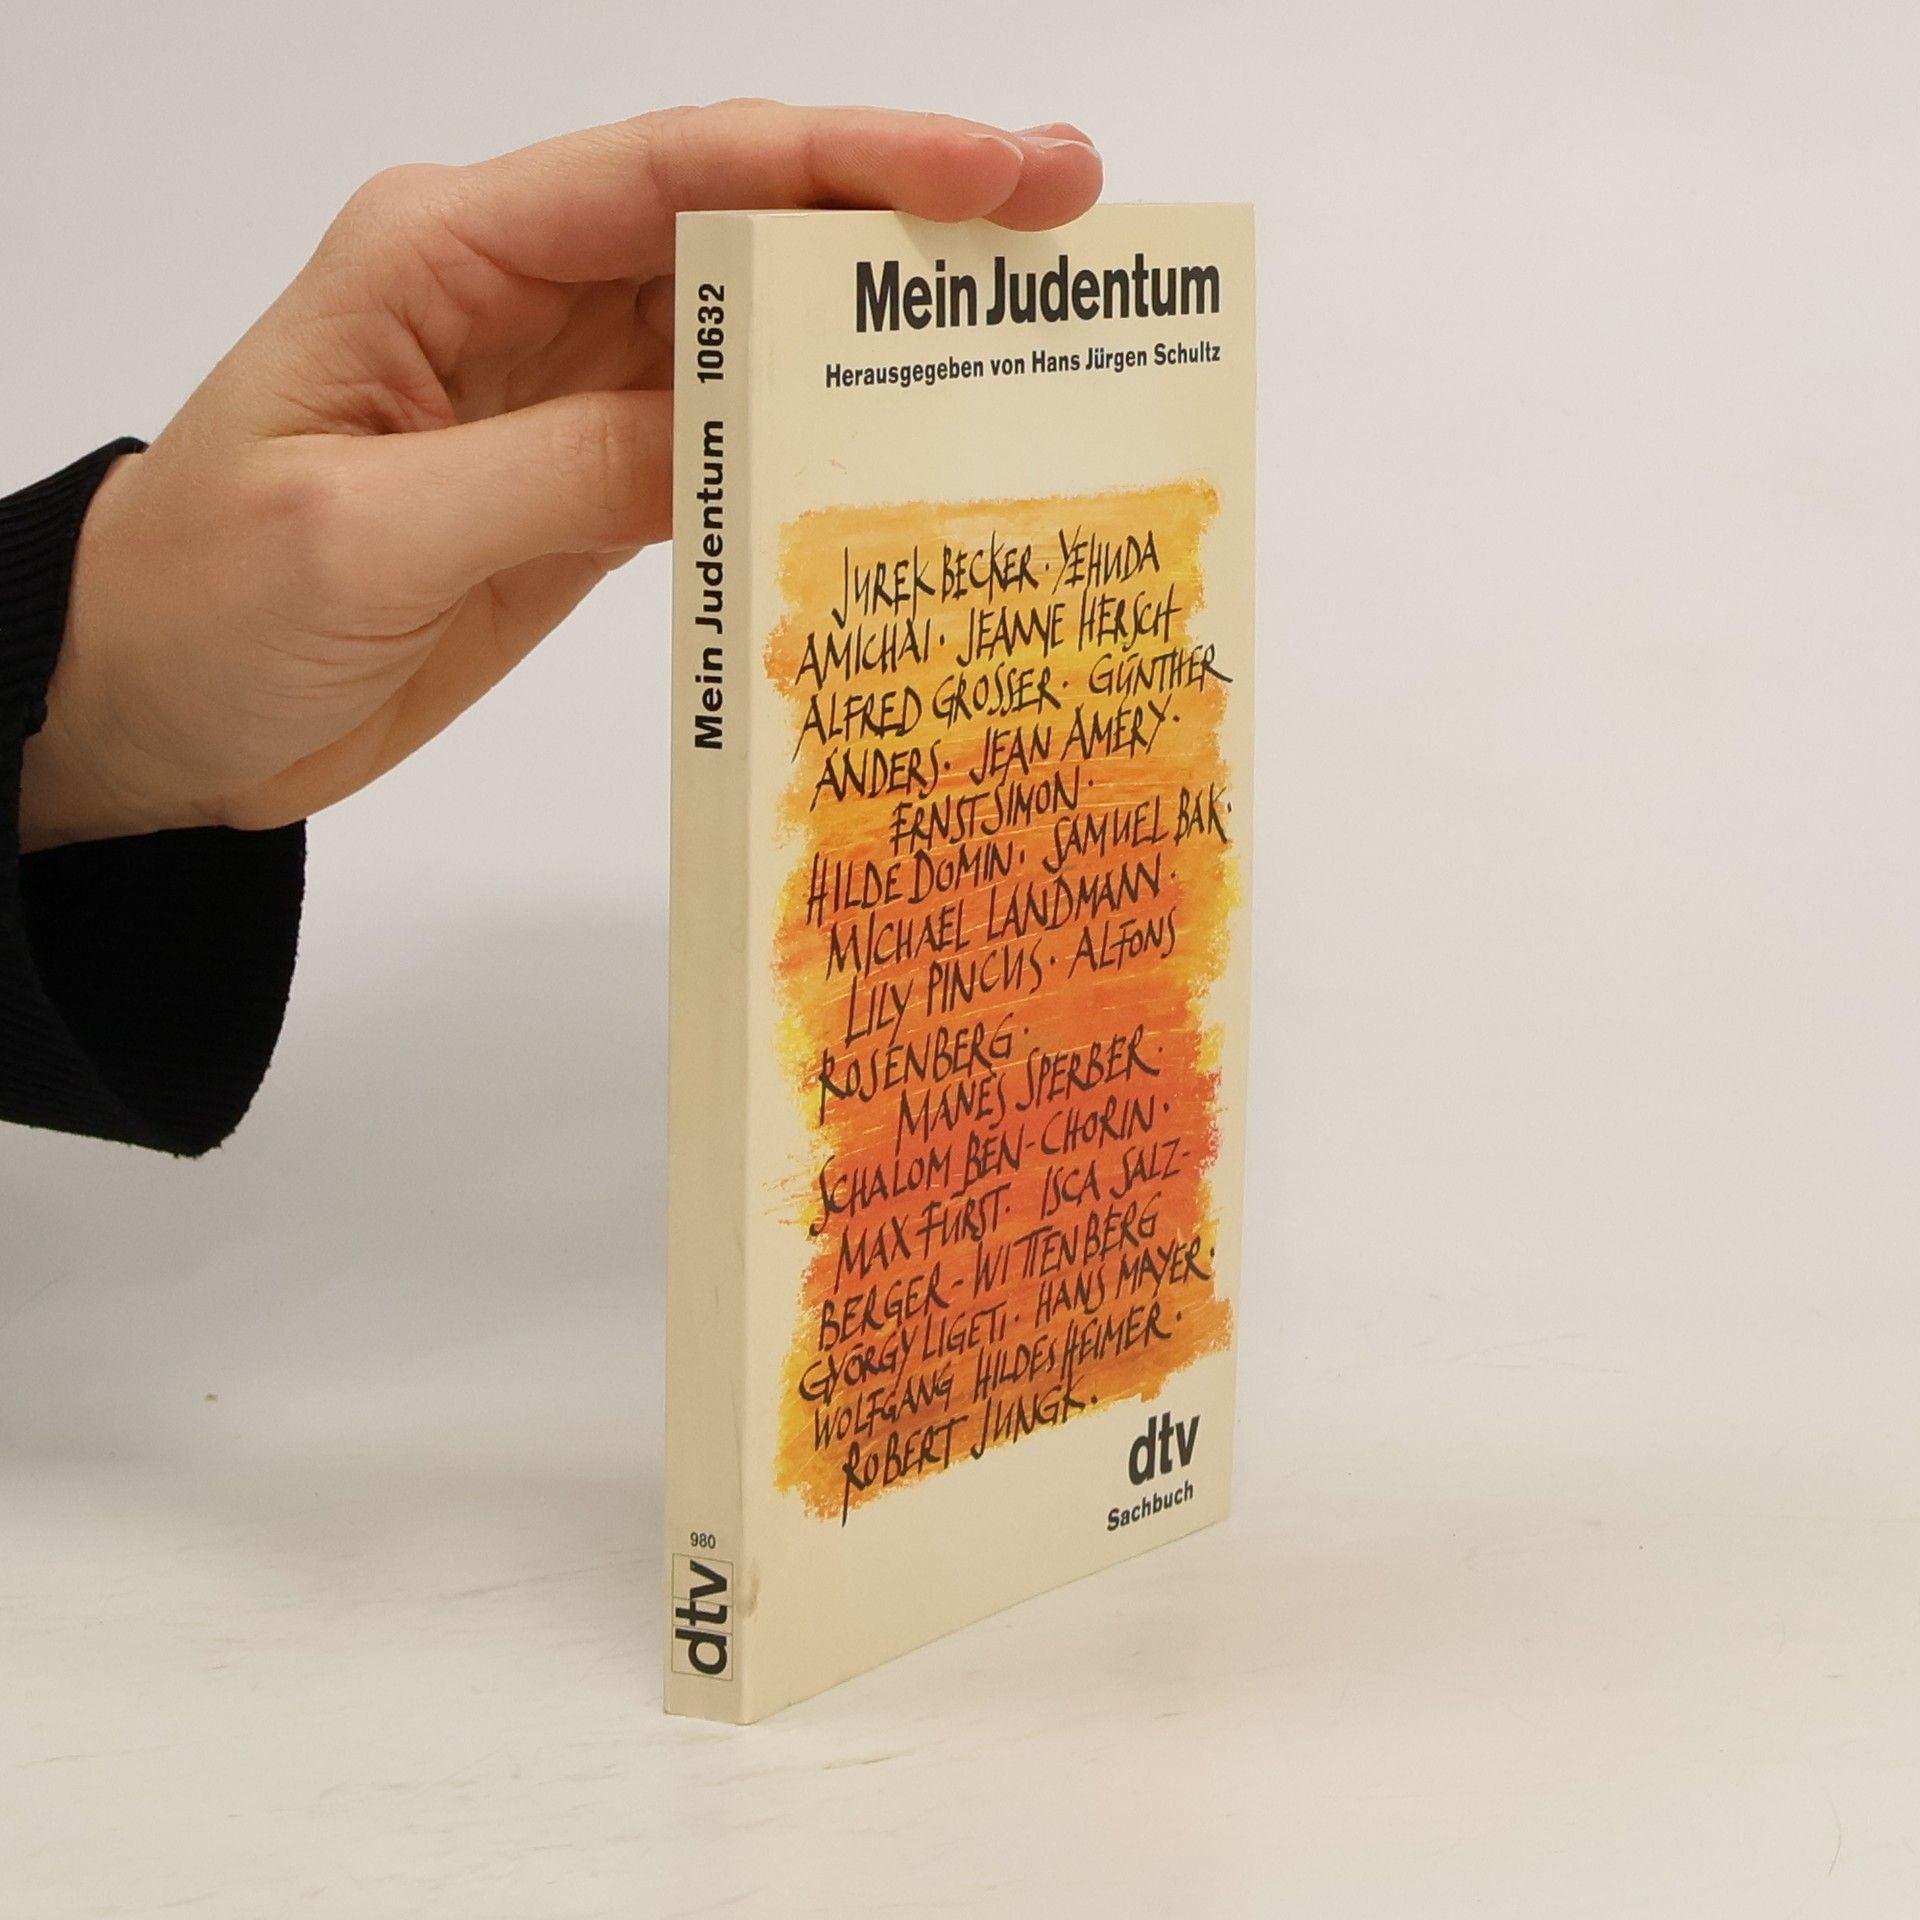 Mein Judentum 10632
980
dtv
Mein Judentum
Herausgegeben von Hans Jürgen Schultz
JUREK BECKER · YEHUDA
AMICHAI · JEANNE HERSCH
ALFRED GROSSER · GÜNTHER
ANDERS · JEAN AMÉRY ·
ERNST SIMON ·
HILDE DOMIN · SAMUEL BAK ·
MICHAEL LANDMANN ·
LILY PINCUS · ALFONS
ROSENBERG ·
MANÈS SPERBER ·
SCHALOM BEN-CHORIN ·
MAX FÜRST · ISCA SALZ-
BERGER-WITTENBERG
GYÖRGY LIGETI · HANS MAYER ·
WOLFGANG HILDESHEIMER ·
ROBERT JUNGK ·
dtv
Sachbuch